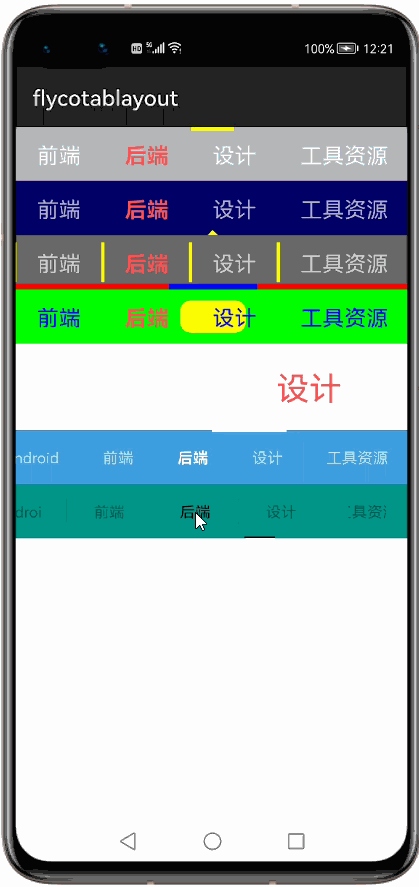 HD 5G 100% 12:21
flycotablayout
前端 后端 设计 工具资源
前端 后端 设计 工具资源
前端 后端 设计 工具资源
前端 后端 设计 工具资源
设计
ndroid 前端 后端 设计 工具资源
droi 前端 后端 设计 工具资源